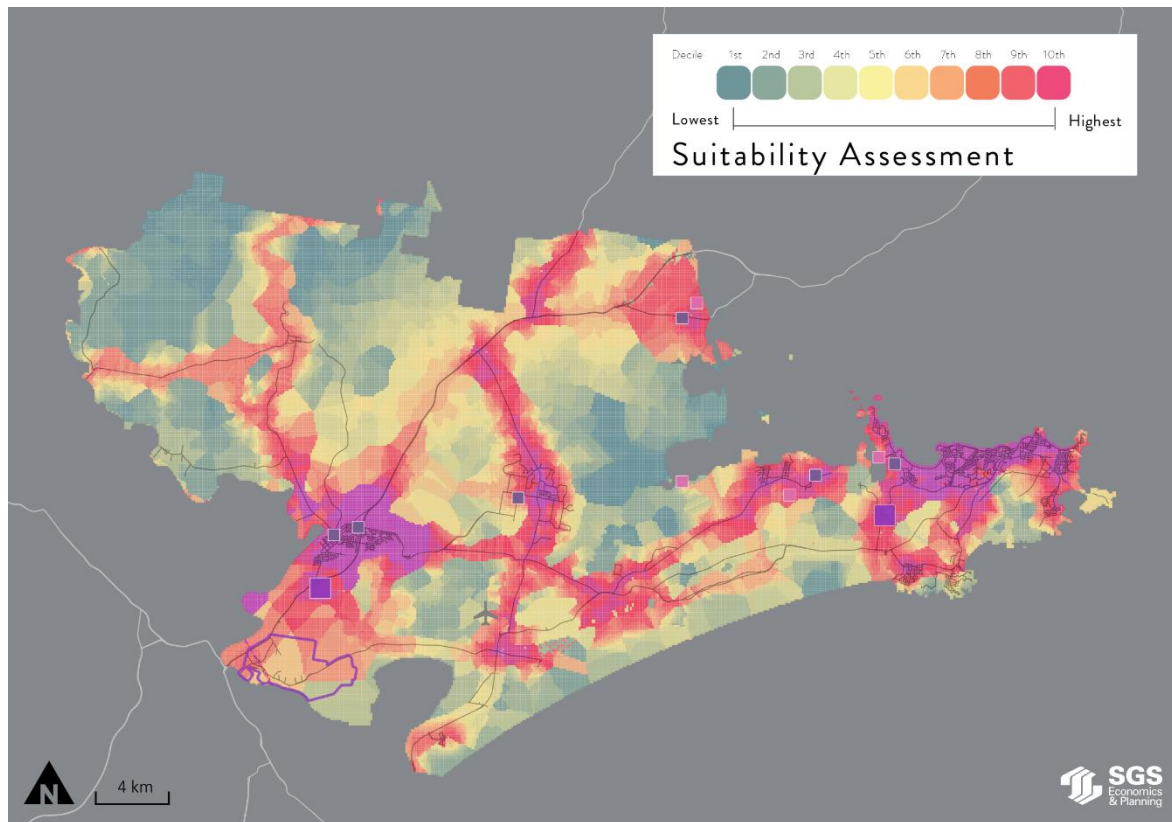 Decile 1st 2nd 3rd 4th 5th 6th 7th 8th 9th 10th
Lowest Highest
Suitability Assessment
N
4 km
SGS
Economics
& Planning